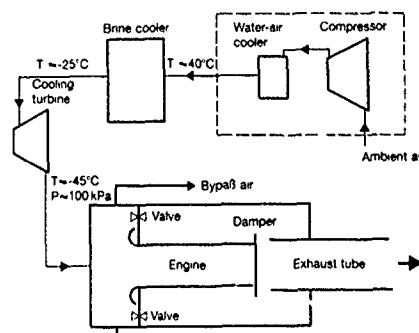 Brine cooler
Water-air
cooler
Compressor
T ≈ -25°C
T ≈ 40°C
Cooling
turbine
Ambient a
T ≈ -45°C
P ≈ 100 kPa
Bypaß air
Valve
Damper
Engine
Exhaust tube
Valve